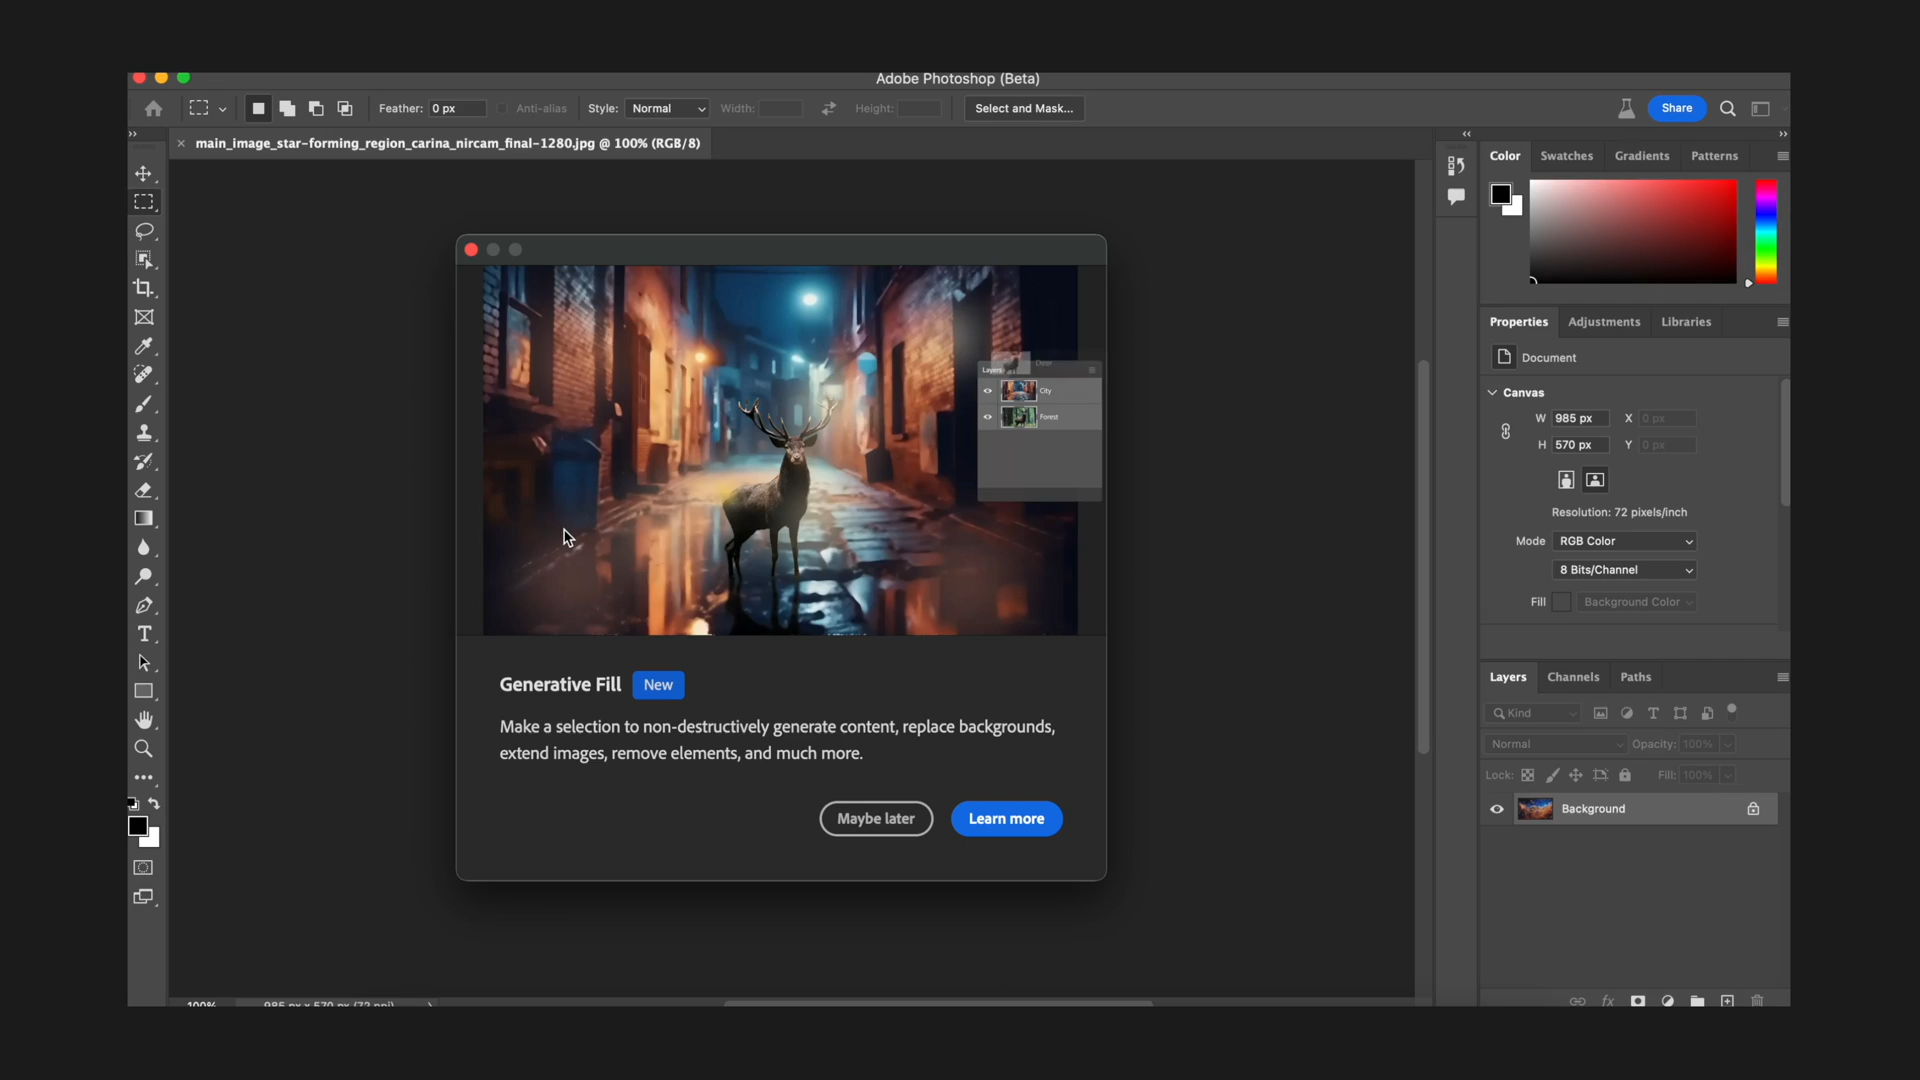 Adobe Photoshop (Beta)
Feather: 0 px Anti-alias Style: Normal Width: Height: Select and Mask... Share
main_image_star-forming_region_carina_nircam_final-1280.jpg @ 100% (RGB/8)
Color Swatches Gradients Patterns
Layers
City
Forest
Properties Adjustments Libraries
Document
Canvas
W 985 px X 0 px
H 570 px Y 0 px
Resolution: 72 pixels/inch
Mode RGB Color
8 Bits/Channel
Fill Background Color
Generative Fill New
Make a selection to non-destructively generate content, replace backgrounds,
extend images, remove elements, and much more.
Maybe later Learn more
Layers Channels Paths
Kind
Normal Opacity: 100%
Lock: Fill: 100%
Background
fx
100% 985 px x 570 px (72 ppi)